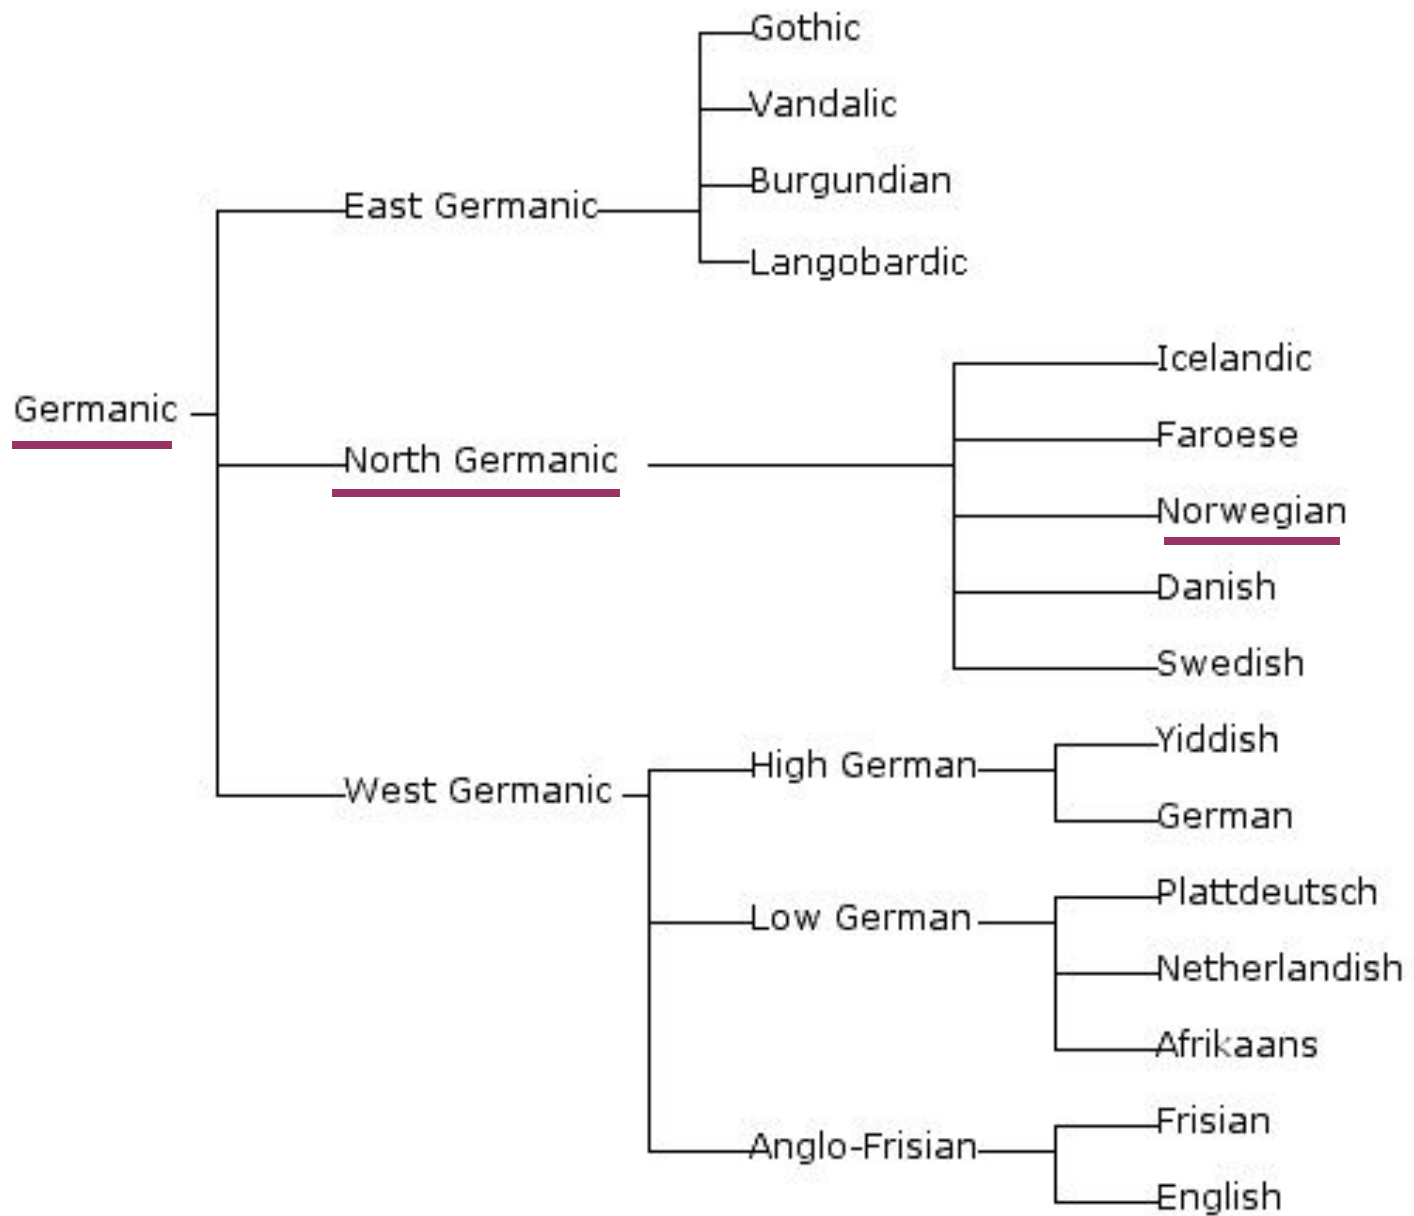 Gothic
Vandalic
Burgundian
East Germanic
Langobardic
Icelandic
Germanic
Faroese
North Germanic
Norwegian
Danish
Swedish
Yiddish
High German
West Germanic
German
Plattdeutsch
Low German
Netherlandish
Afrikaans
Frisian
Anglo-Frisian
English